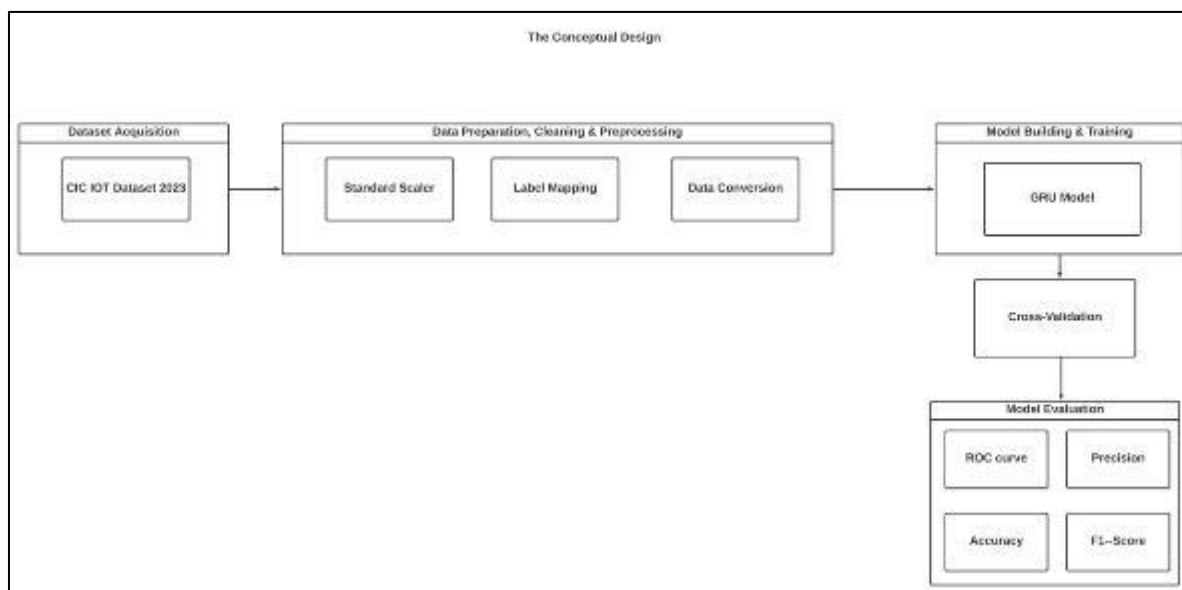 The Conceptual Design
Dataset Acquisition
CIC IOT Dataset 2023
Data Preparation, Cleaning & Preprocessing
Standard Scaler
Label Mapping
Data Conversion
Model Building & Training
GRU Model
Cross-Validation
Model Evaluation
ROC curve
Precision
Accuracy
F1--Score